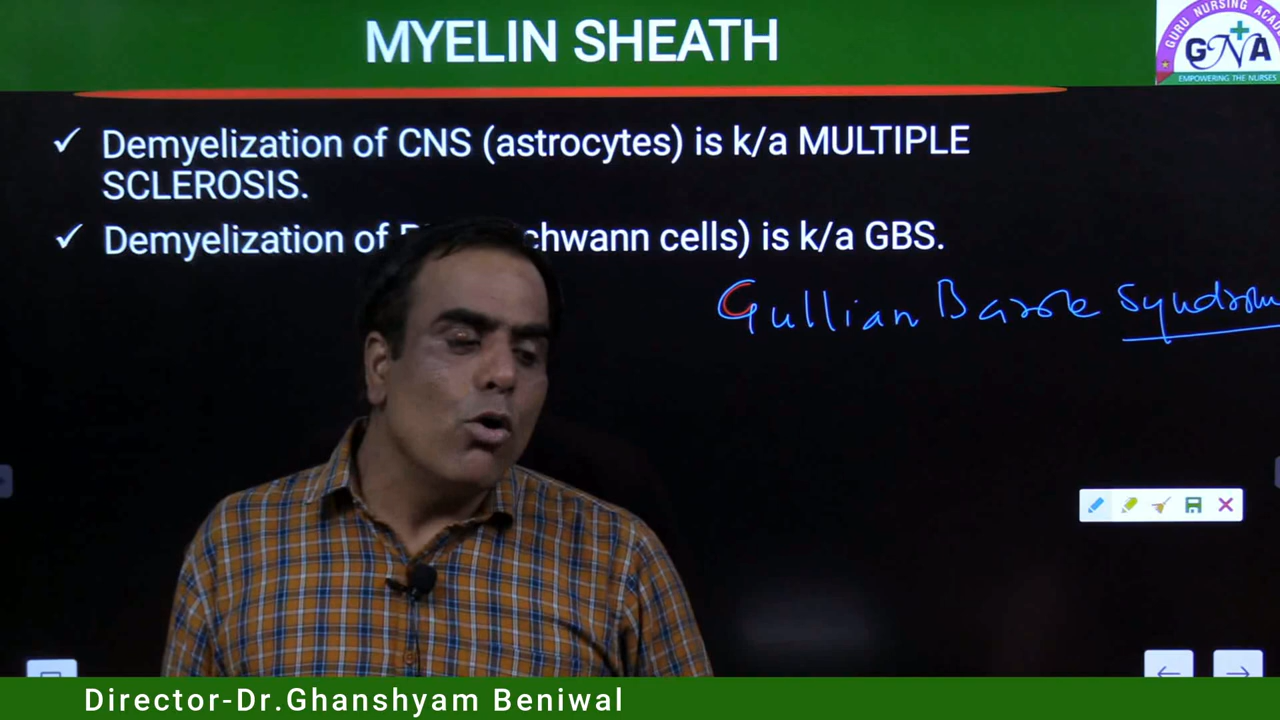 MYELIN SHEATH
GURU NURSING ACAD
GNA
EMPOWERING THE NURSES
✓ Demyelization of CNS (astrocytes) is k/a MULTIPLE
SCLEROSIS.
✓ Demyelization of chwann cells) is k/a GBS.
Gullian Barre Syndrom
Director-Dr.Ghanshyam Beniwal